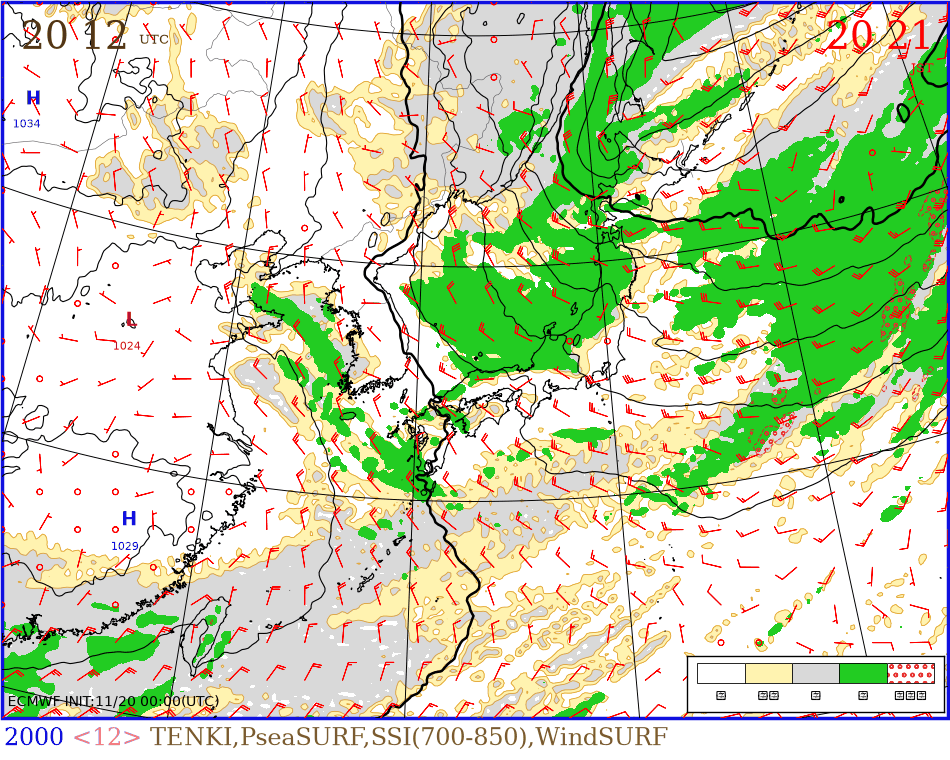 20 12 UTC
20 21
JST
H
1034
L
1024
H
1029
ECMWF INIT:11/20 00:00(UTC)
2000 <12> TENKI,PseaSURF,SSI(700-850),WindSURF